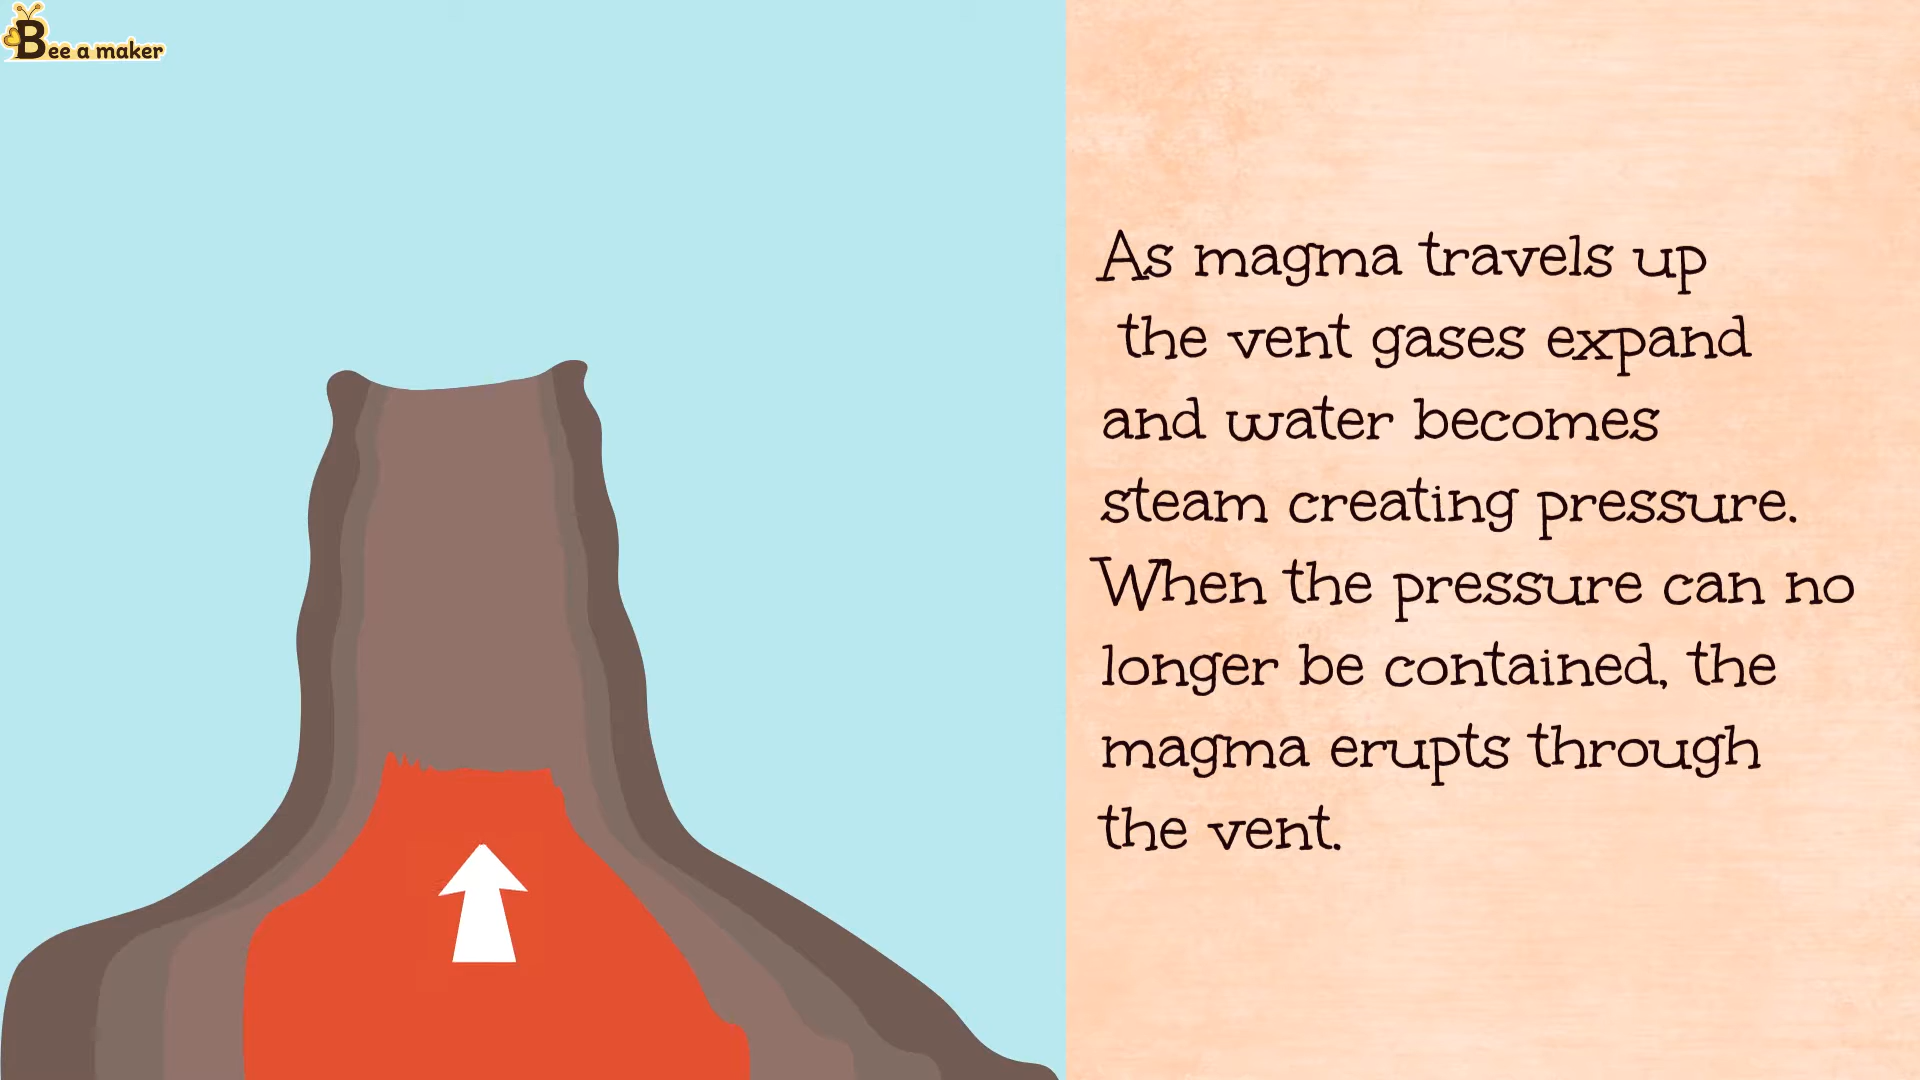 Bee a maker
As magma travels up
the vent gases expand
and water becomes
steam creating pressure.
When the pressure can no
longer be contained, the
magma erupts through
the vent.